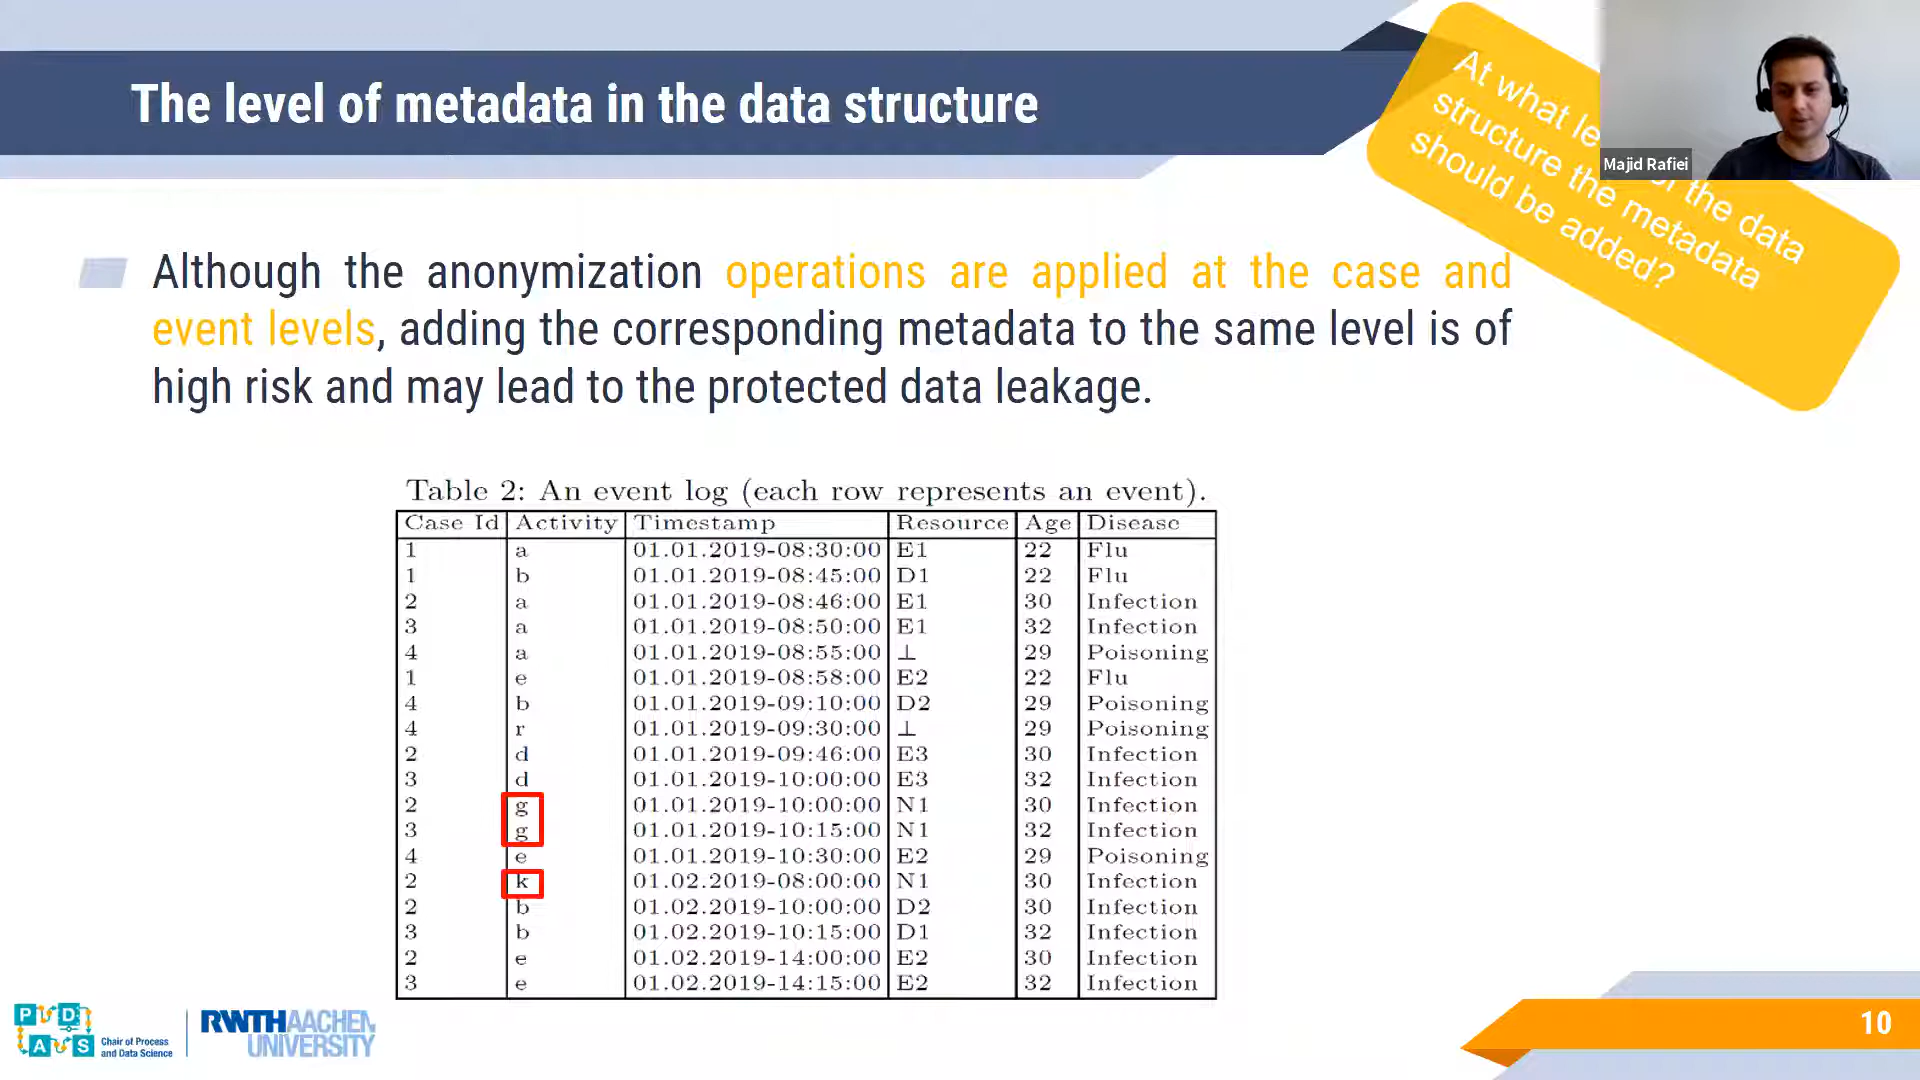 The level of metadata in the data structure
At what le of the data
structure the metadata
should be added?
Majid Rafiei
Although the anonymization operations are applied at the case and
event levels, adding the corresponding metadata to the same level is of
high risk and may lead to the protected data leakage.
Table 2: An event log (each row represents an event).
Case Id Activity Timestamp Resource Age Disease
1 a 01.01.2019-08:30:00 E1 22 Flu
1 b 01.01.2019-08:45:00 D1 22 Flu
2 a 01.01.2019-08:46:00 E1 30 Infection
3 a 01.01.2019-08:50:00 E1 32 Infection
4 a 01.01.2019-08:55:00 ⊥ 29 Poisoning
1 e 01.01.2019-08:58:00 E2 22 Flu
4 b 01.01.2019-09:10:00 D2 29 Poisoning
4 r 01.01.2019-09:30:00 ⊥ 29 Poisoning
2 d 01.01.2019-09:46:00 E3 30 Infection
3 d 01.01.2019-10:00:00 E3 32 Infection
2 g 01.01.2019-10:00:00 N1 30 Infection
3 g 01.01.2019-10:15:00 N1 32 Infection
4 e 01.01.2019-10:30:00 E2 29 Poisoning
2 k 01.02.2019-08:00:00 N1 30 Infection
2 b 01.02.2019-10:00:00 D2 30 Infection
3 b 01.02.2019-10:15:00 D1 32 Infection
2 e 01.02.2019-14:00:00 E2 30 Infection
3 e 01.02.2019-14:15:00 E2 32 Infection
P D
A S
Chair of Process
and Data Science
RWTH AACHEN
UNIVERSITY
10